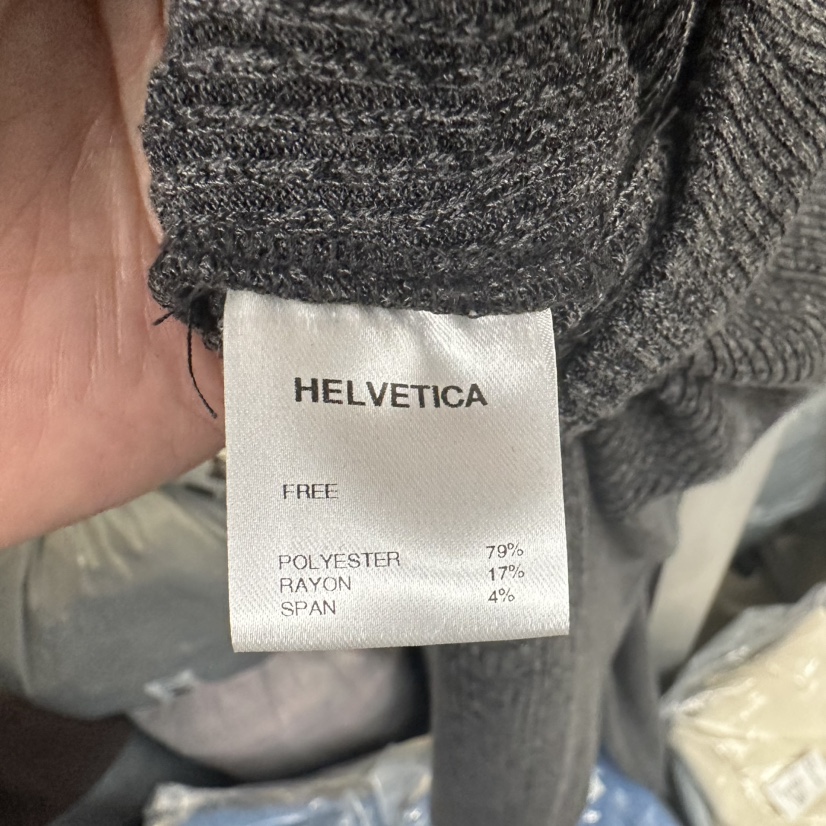 HELVETICA
FREE
POLYESTER 79%
RAYON 17%
SPAN 4%